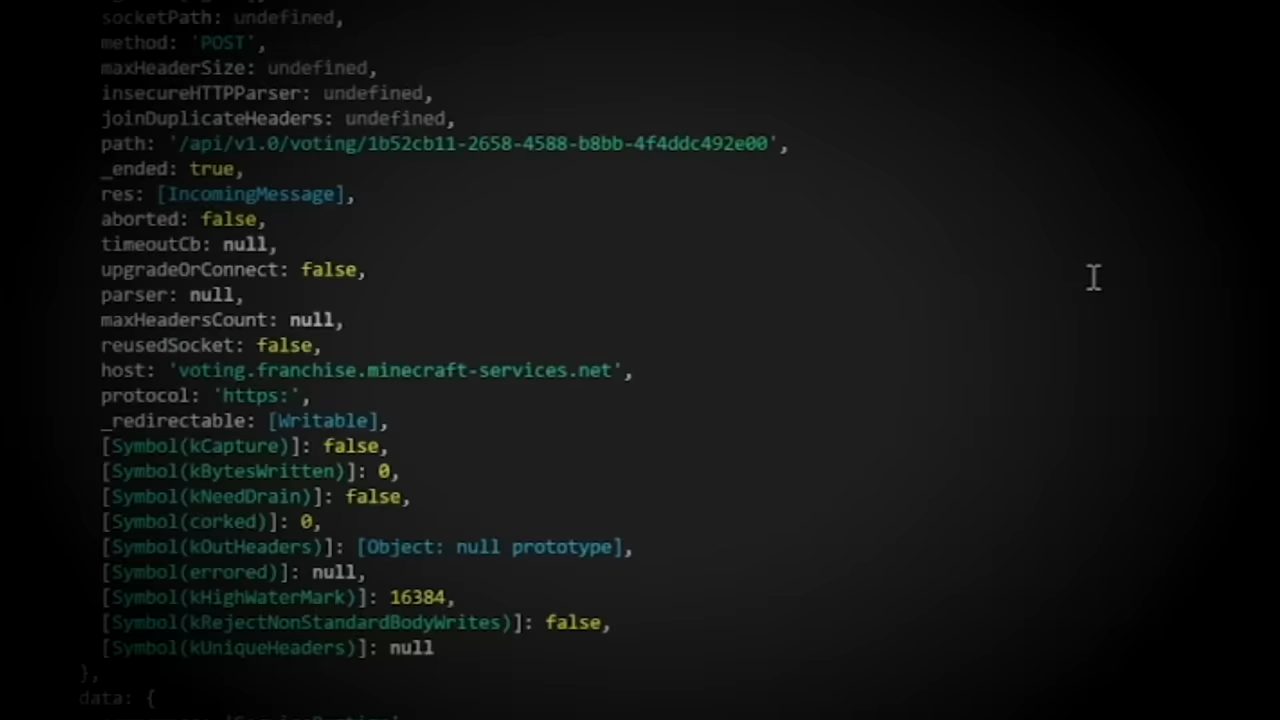 socketPath: undefined,
method: 'POST',
maxHeaderSize: undefined,
insecureHTTPParser: undefined,
joinDuplicateHeaders: undefined,
path: '/api/v1.0/voting/1b52cb11-2658-4588-b8bb-4f4ddc492e00',
_ended: true,
res: [IncomingMessage],
aborted: false,
timeoutCb: null,
upgradeOrConnect: false,
parser: null,
maxHeadersCount: null,
reusedSocket: false,
host: 'voting.franchise.minecraft-services.net',
protocol: 'https:',
_redirectable: [Writable],
[Symbol(kCapture)]: false,
[Symbol(kBytesWritten)]: 0,
[Symbol(kNeedDrain)]: false,
[Symbol(corked)]: 0,
[Symbol(kOutHeaders)]: [Object: null prototype],
[Symbol(errored)]: null,
[Symbol(kHighWaterMark)]: 16384,
[Symbol(kRejectNonStandardBodyWrites)]: false,
[Symbol(kUniqueHeaders)]: null
},
data: {